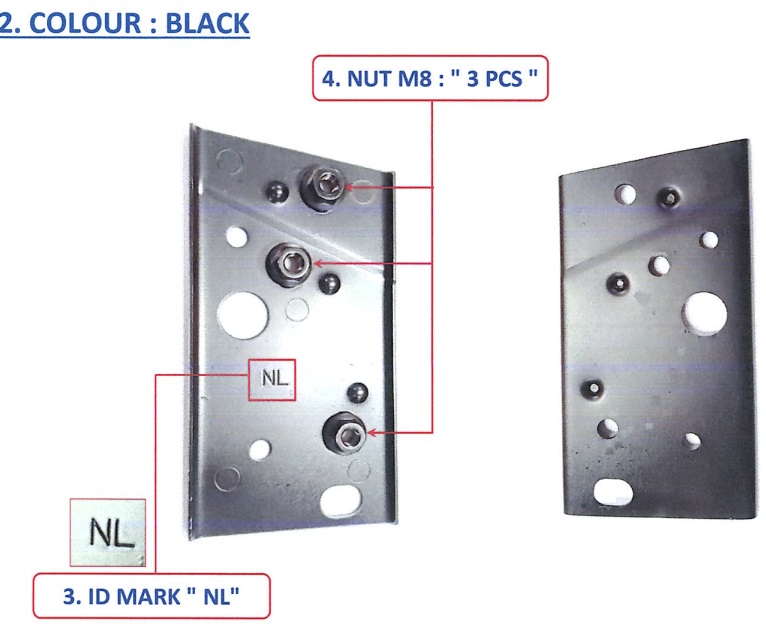 2. COLOUR : BLACK
4. NUT M8 : " 3 PCS "
NL
NL
3. ID MARK " NL"